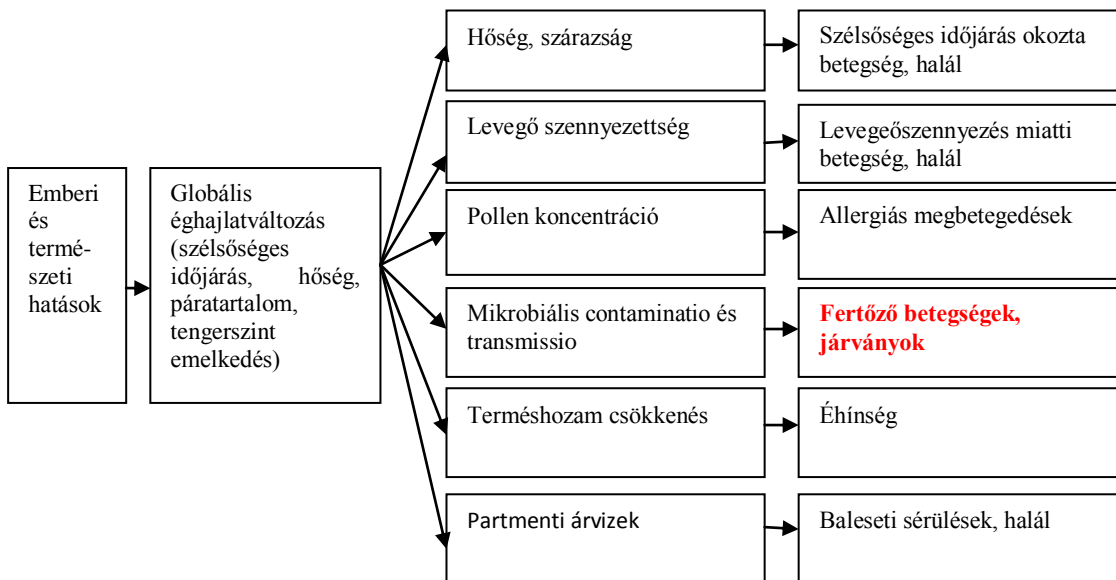 Emberi
és
termé-
szeti
hatások
Globális
éghajlatváltozás
(szélsőséges
időjárás, hőség,
páratartalom,
tengerszint
emelkedés)
Hőség, szárazság
Szélsőséges időjárás okozta
betegség, halál
Levegő szennyezettség
Levegeőszennyezés miatti
betegség, halál
Pollen koncentráció
Allergiás megbetegedések
Mikrobiális contaminatio és
transmissio
Fertőző betegségek,
járványok
Terméshozam csökkenés
Éhínség
Partmenti árvizek
Baleseti sérülések, halál